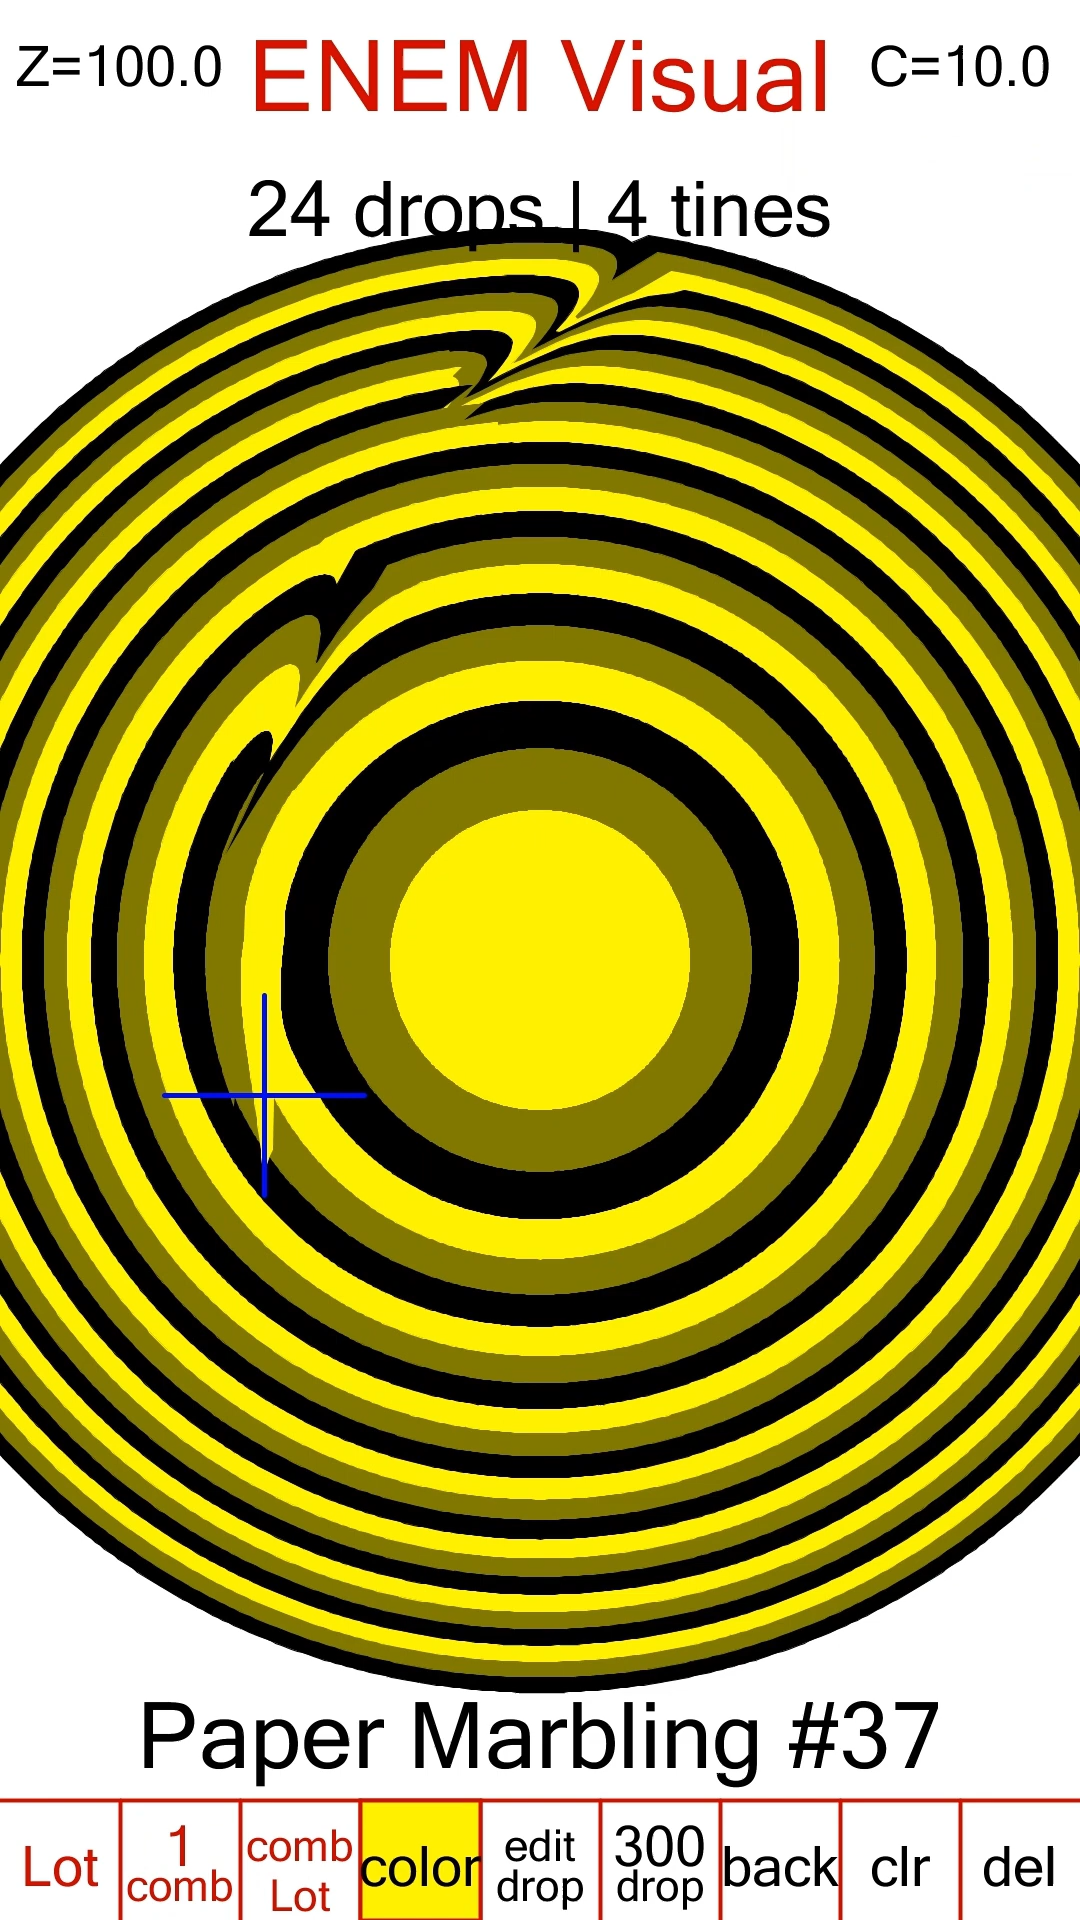 Z=100.0 ENEM Visual C=10.0
24 drops | 4 tines
Paper Marbling #37
Lot
1
comb
comb
Lot
color
edit
drop
300
drop
back
clr
del